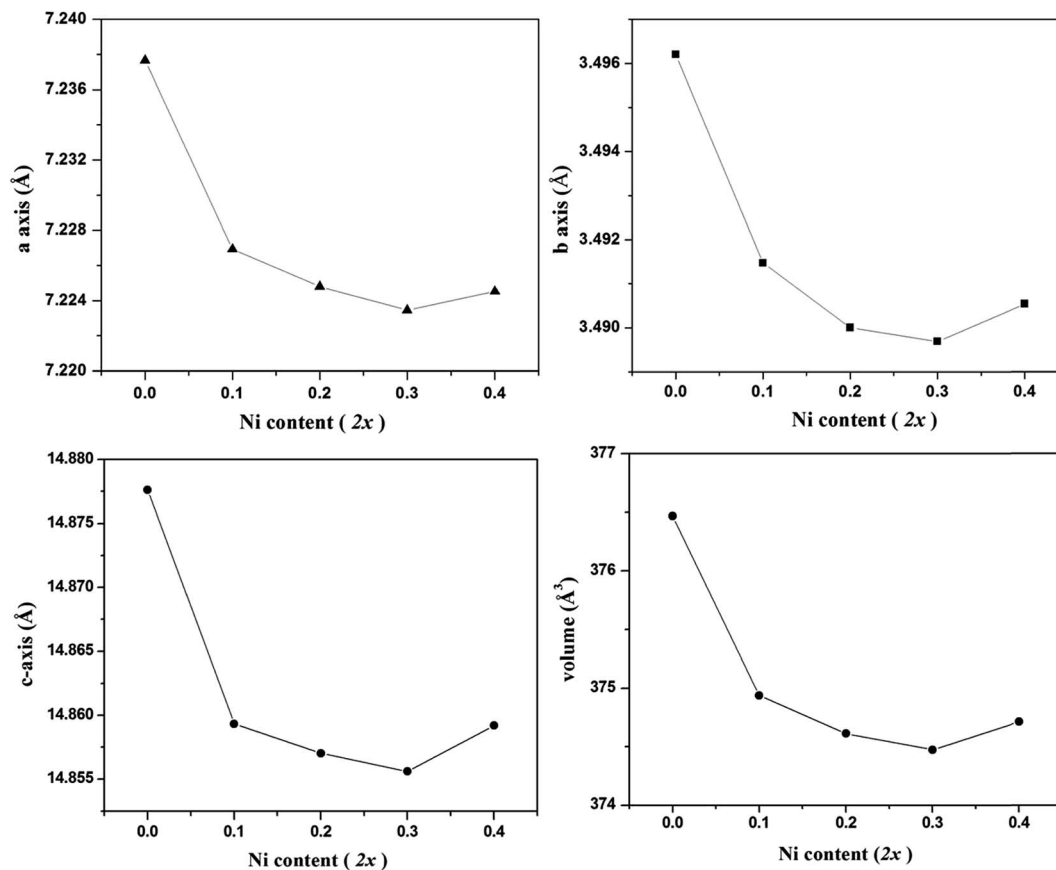 7.240
7.236
7.232
7.228
7.224
7.220
a axis (Å)
0.0 0.1 0.2 0.3 0.4
Ni content ( 2x )
3.496
3.494
3.492
3.490
b axis (Å)
0.0 0.1 0.2 0.3 0.4
Ni content ( 2x )
14.880
14.875
14.870
14.865
14.860
14.855
c-axis (Å)
0.0 0.1 0.2 0.3 0.4
Ni content ( 2x )
377
376
375
374
volume (Å³)
0.0 0.1 0.2 0.3 0.4
Ni content (2x )